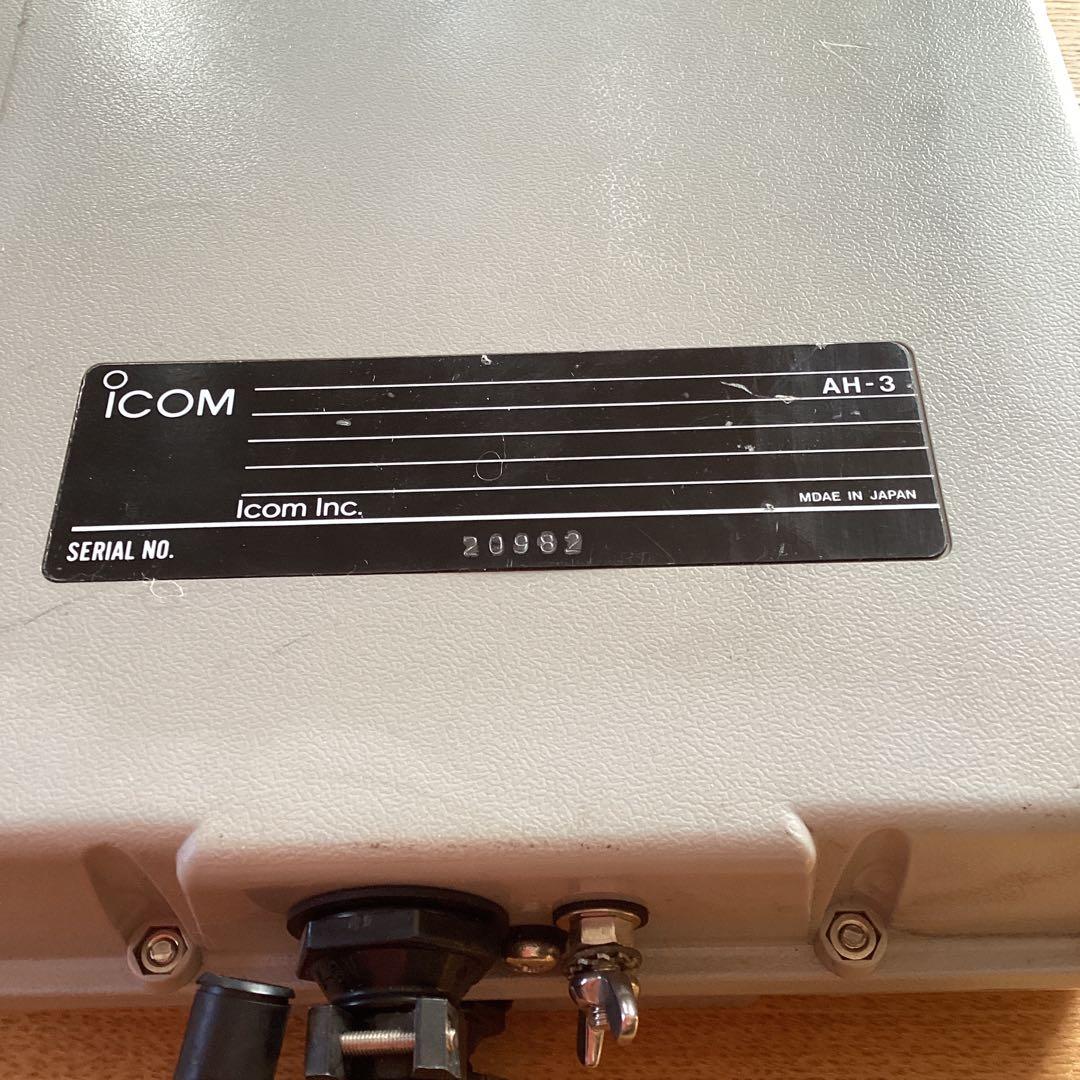 iCOM
AH-3
Icom Inc.
MDAE IN JAPAN
SERIAL NO. 20982